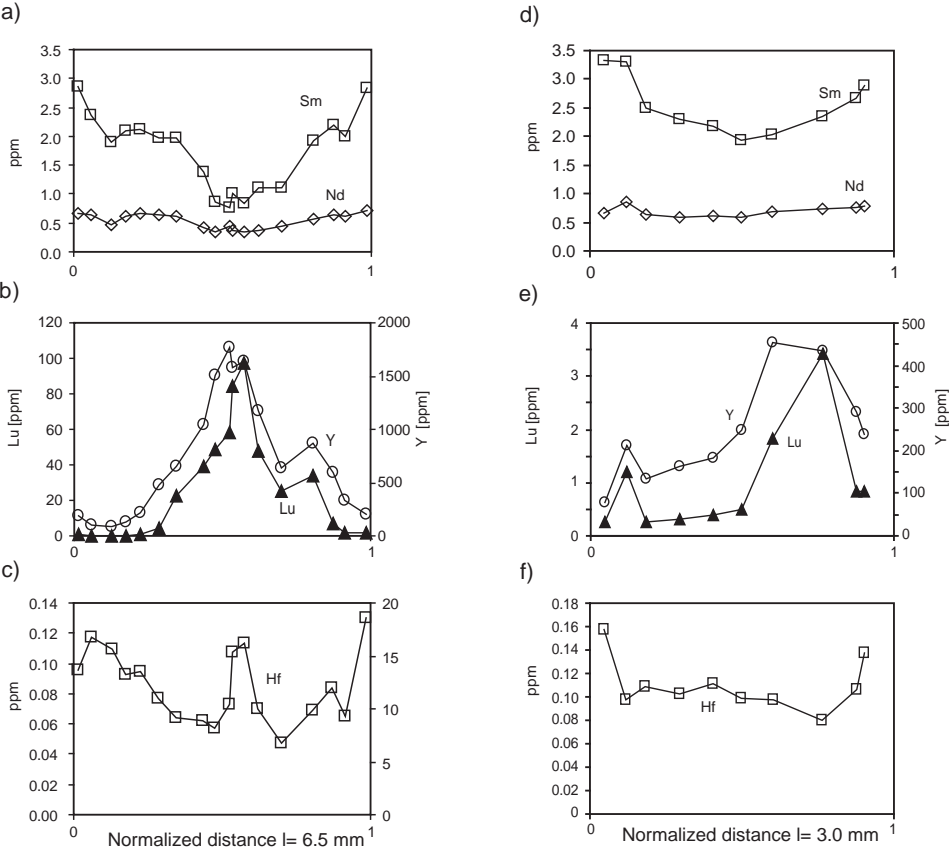 a)
3.5
3.0
2.5
2.0
1.5
1.0
0.5
0.0
ppm
Sm
Nd
0
1
b)
120
100
80
60
40
20
0
Lu [ppm]
2000
1500
1000
500
0
Y [ppm]
Y
Lu
0
1
c)
0.14
0.12
0.10
0.08
0.06
0.04
0.02
0.00
ppm
20
15
10
5
0
Hf
0
1
Normalized distance l= 6.5 mm
d)
3.5
3.0
2.5
2.0
1.5
1.0
0.5
0.0
ppm
Sm
Nd
0
1
e)
4
3
2
1
0
Lu [ppm]
500
400
300
200
100
0
Y [ppm]
Y
Lu
0
1
f)
0.18
0.16
0.14
0.12
0.10
0.08
0.06
0.04
0.02
0
ppm
Hf
0
1
Normalized distance l= 3.0 mm